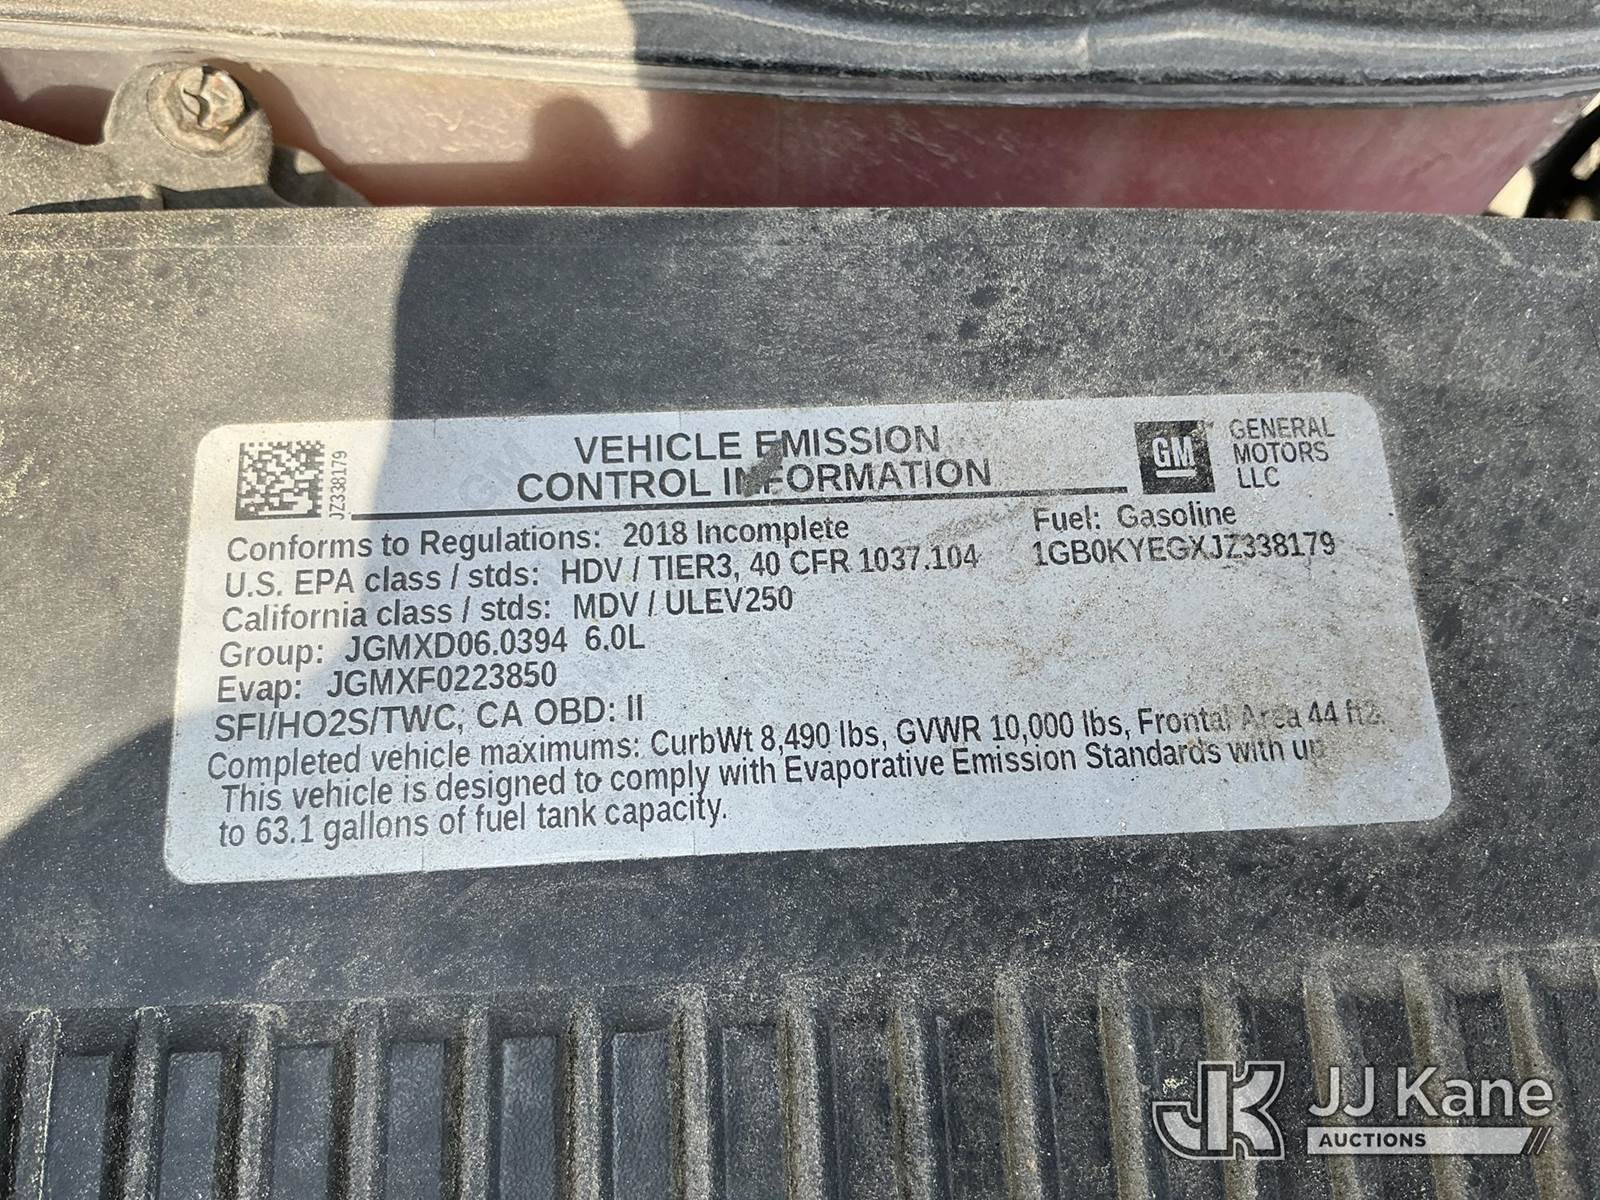 JZ338179
VEHICLE EMISSION
CONTROL INFORMATION
GM
GENERAL
MOTORS
LLC
Conforms to Regulations: 2018 Incomplete
Fuel: Gasoline
U.S. EPA class / stds: HDV / TIER3, 40 CFR 1037.104
1GB0KYEGXJZ338179
California class / stds: MDV / ULEV250
Group: JGMXD06.0394 6.0L
Evap: JGMXF0223850
SFI/HO2S/TWC, CA OBD: II
Completed vehicle maximums: CurbWt 8,490 lbs, GVWR 10,000 lbs, Frontal Area 44 ft2.
This vehicle is designed to comply with Evaporative Emission Standards with up
to 63.1 gallons of fuel tank capacity.
JK
JJ Kane
AUCTIONS